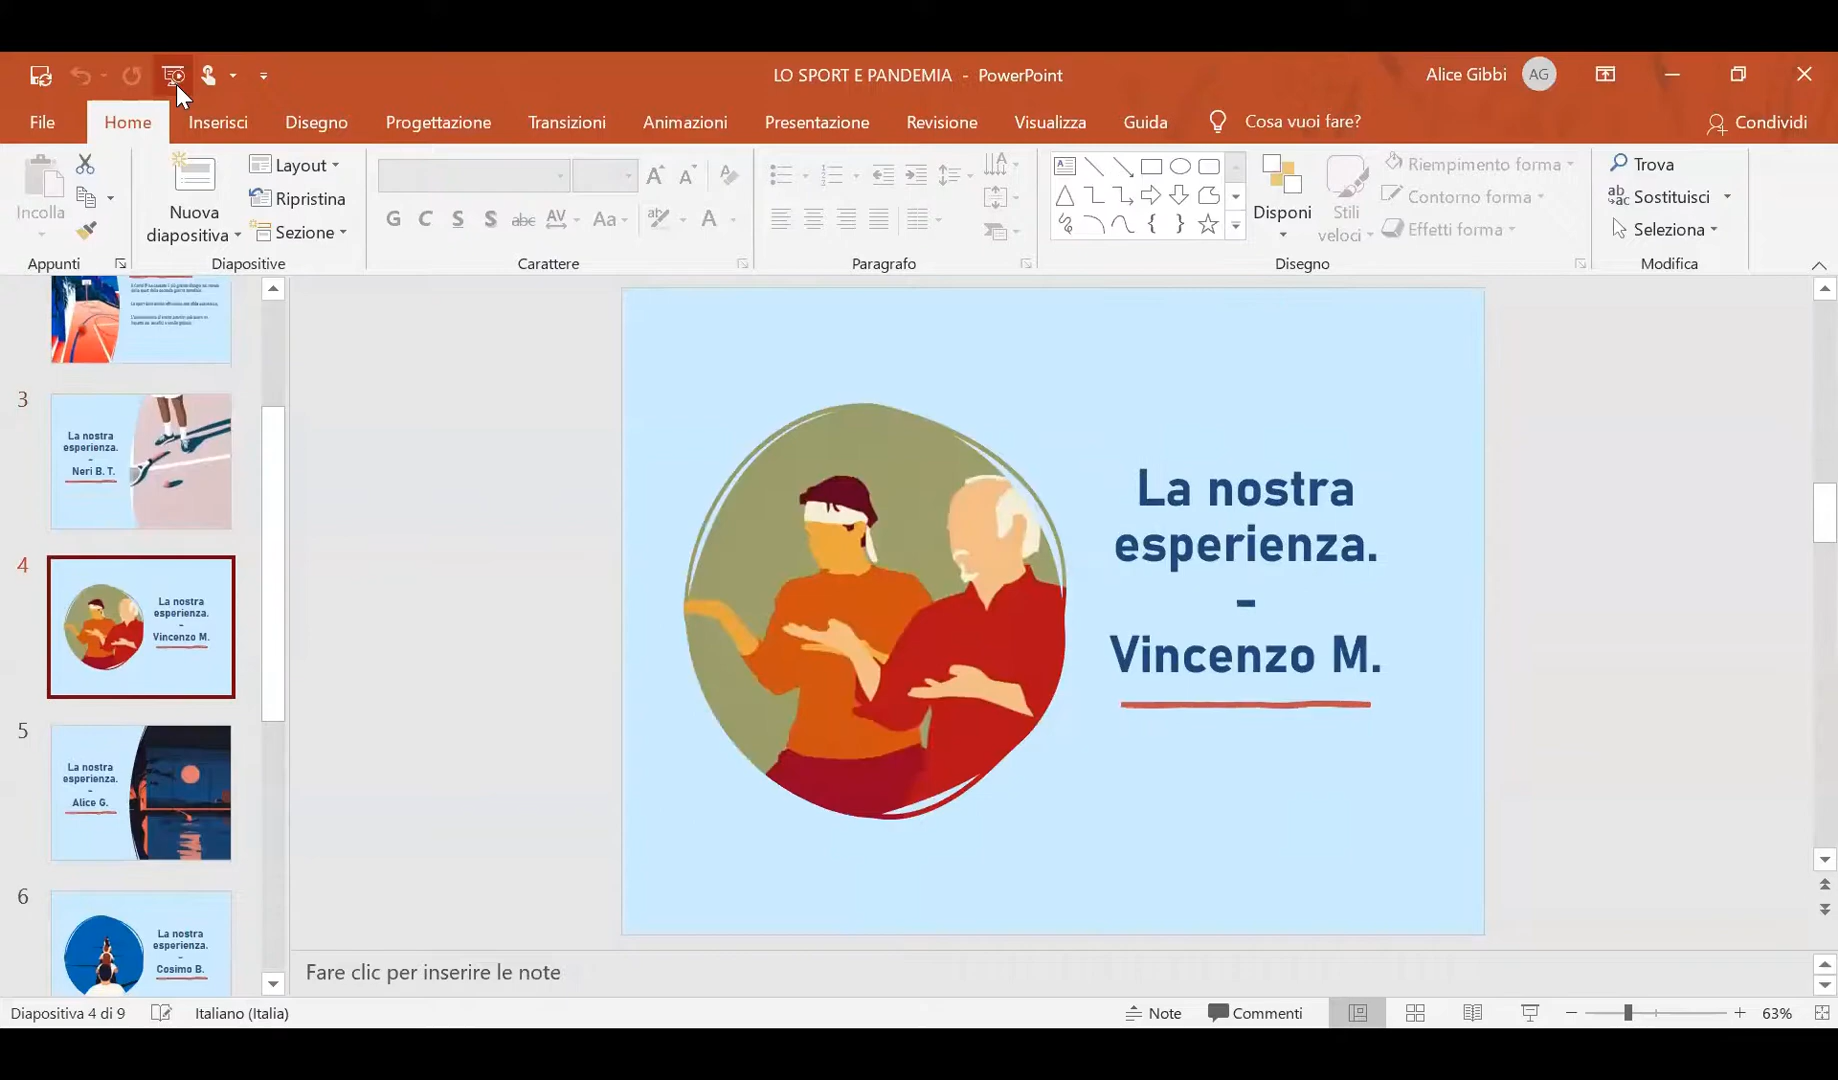 LO SPORT E PANDEMIA - PowerPoint
Alice Gibbi
AG
File
Home
Inserisci
Disegno
Progettazione
Transizioni
Animazioni
Presentazione
Revisione
Visualizza
Guida
Cosa vuoi fare?
Condividi
Incolla
Appunti
Nuova
diapositiva
Layout
Ripristina
Sezione
Diapositive
G C S S abc AV Aa A
Carattere
Paragrafo
Disponi
Stili
veloci
Riempimento forma
Contorno forma
Effetti forma
Disegno
Trova
Sostituisci
Seleziona
Modifica
3
La nostra
esperienza.
-
Neri B. T.
4
La nostra
esperienza.
-
Vincenzo M.
5
La nostra
esperienza.
-
Alice G.
6
La nostra
esperienza.
-
Cosimo B.
La nostra
esperienza.
-
Vincenzo M.
Fare clic per inserire le note
Diapositiva 4 di 9
Italiano (Italia)
Note
Commenti
63%